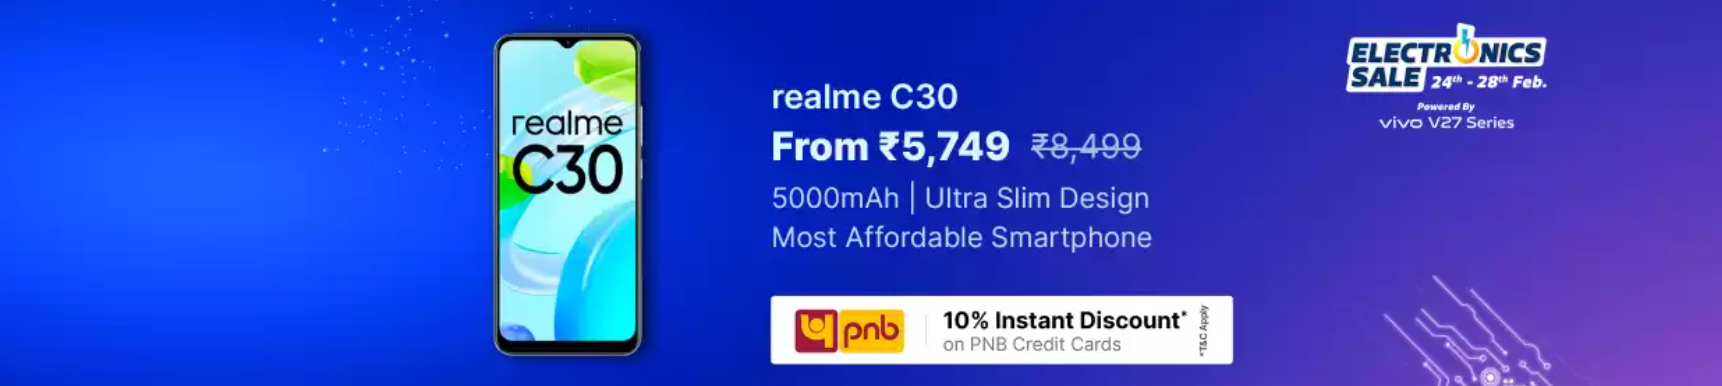 realme
C30
realme C30
From ₹5,749 ₹8,499
5000mAh | Ultra Slim Design
Most Affordable Smartphone
pnb
10% Instant Discount*
on PNB Credit Cards
*T&C Apply
ELECTRONICS
SALE 24th - 28th Feb.
Powered By
vivo V27 Series